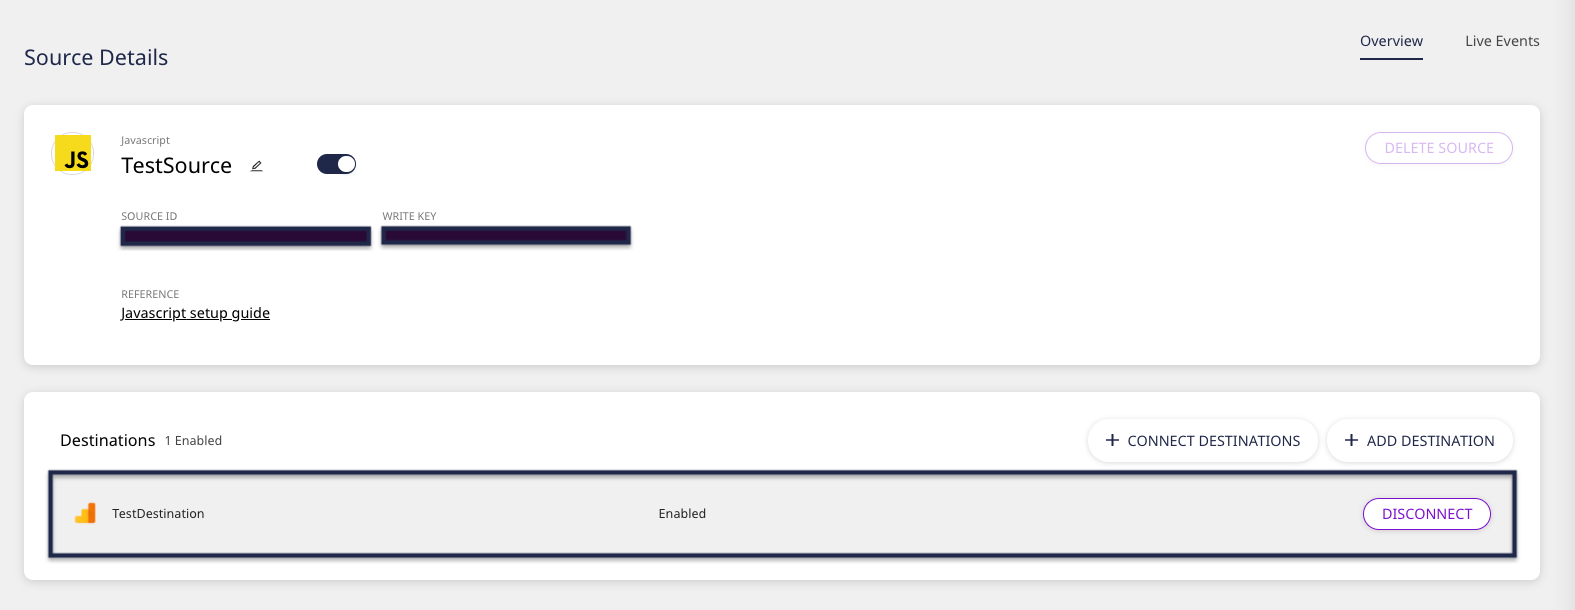 Source Details
Overview Live Events
JS
Javascript
TestSource
DELETE SOURCE
SOURCE ID WRITE KEY
REFERENCE
Javascript setup guide
Destinations 1 Enabled
+ CONNECT DESTINATIONS + ADD DESTINATION
TestDestination Enabled DISCONNECT